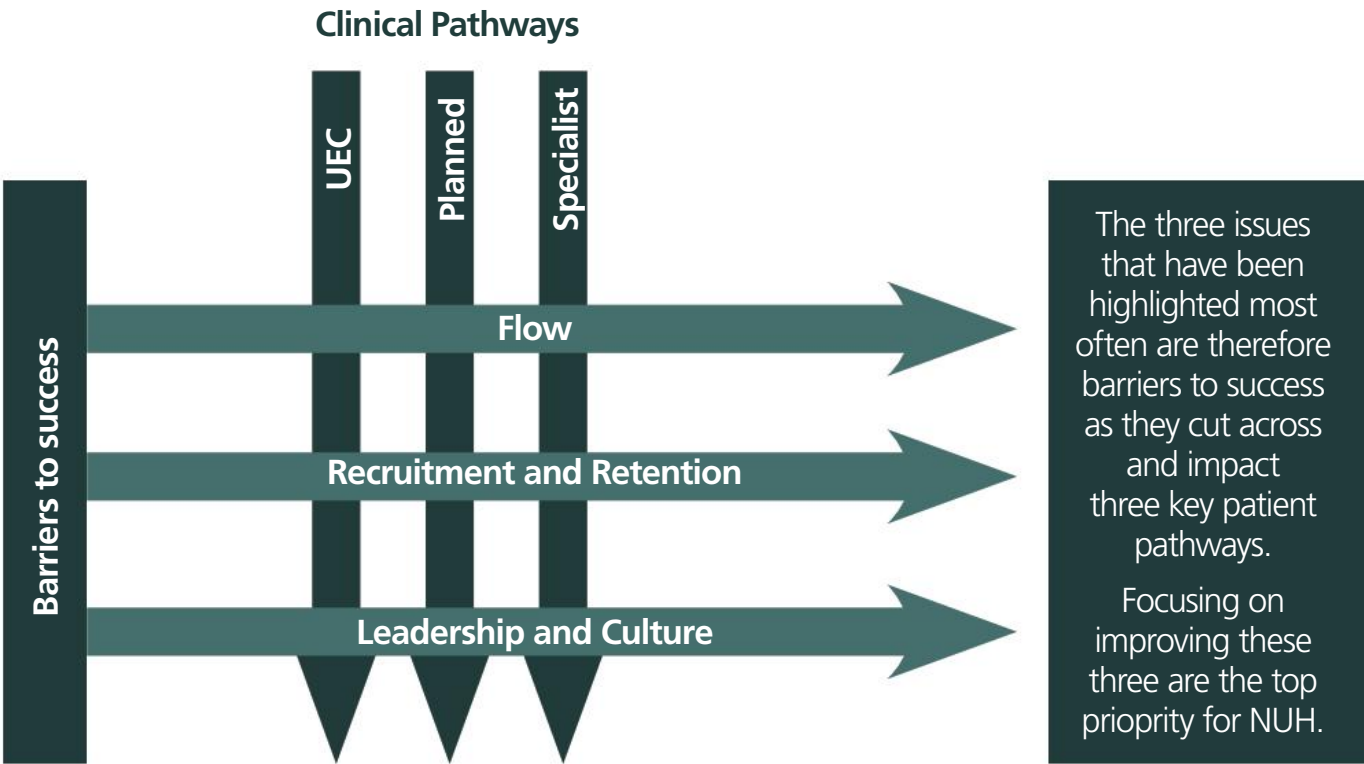 Clinical Pathways
UEC
Planned
Specialist
Barriers to success
Flow
Recruitment and Retention
Leadership and Culture
The three issues
that have been
highlighted most
often are therefore
barriers to success
as they cut across
and impact
three key patient
pathways.
Focusing on
improving these
three are the top
prioprity for NUH.